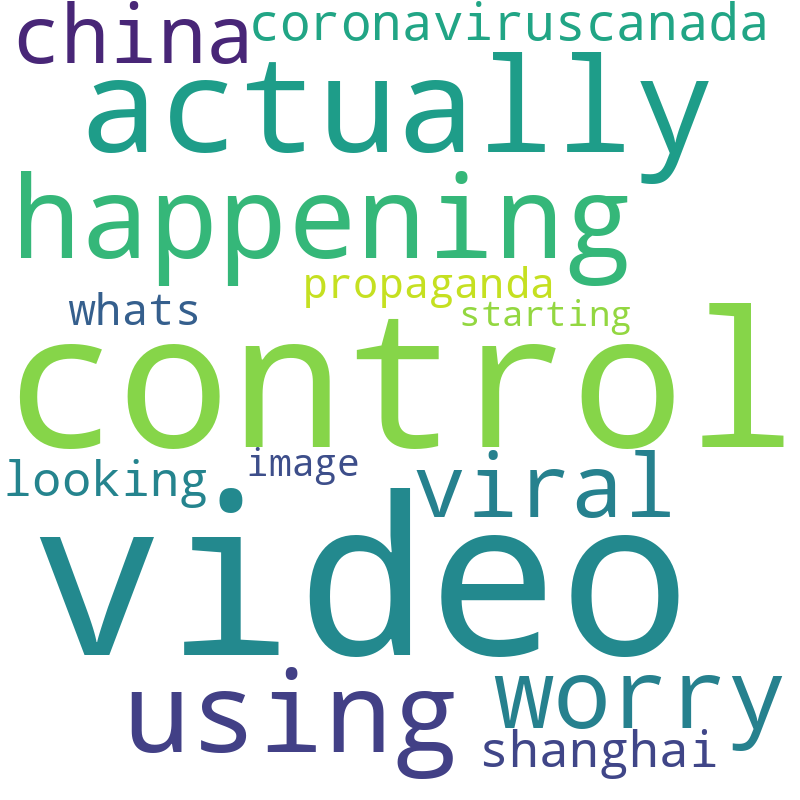 china coronaviruscanada
actually
happening
propaganda
whats starting
control
looking image viral
video
using worry
shanghai